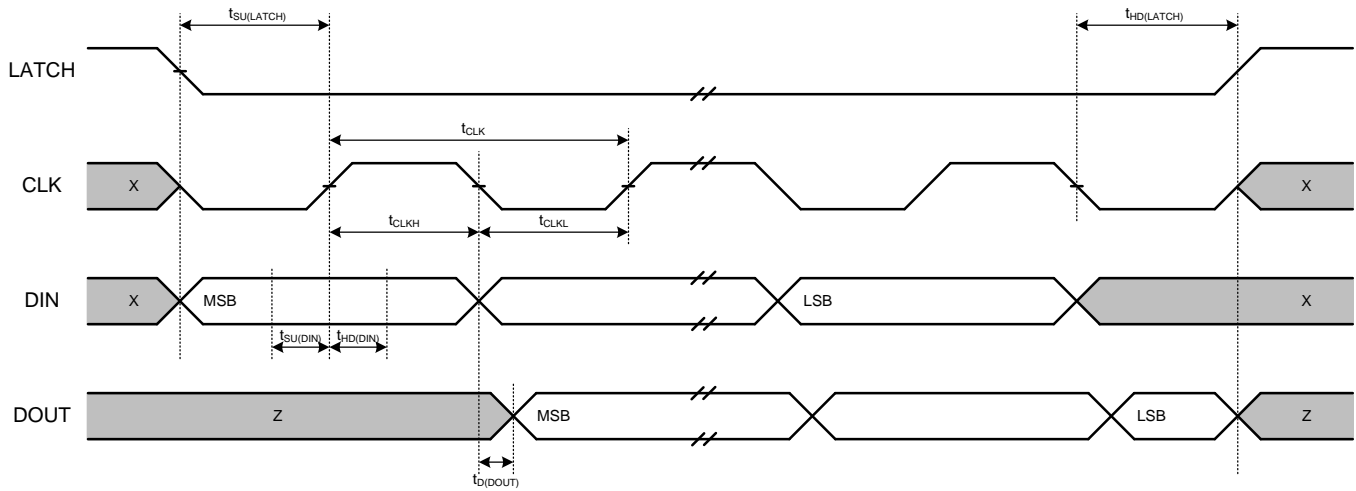 tSU(LATCH)
tHD(LATCH)
LATCH
tCLK
CLK
X
X
tCLKH
tCLKL
DIN
X
MSB
LSB
X
tSU(DIN)
tHD(DIN)
DOUT
Z
MSB
LSB
Z
tD(DOUT)